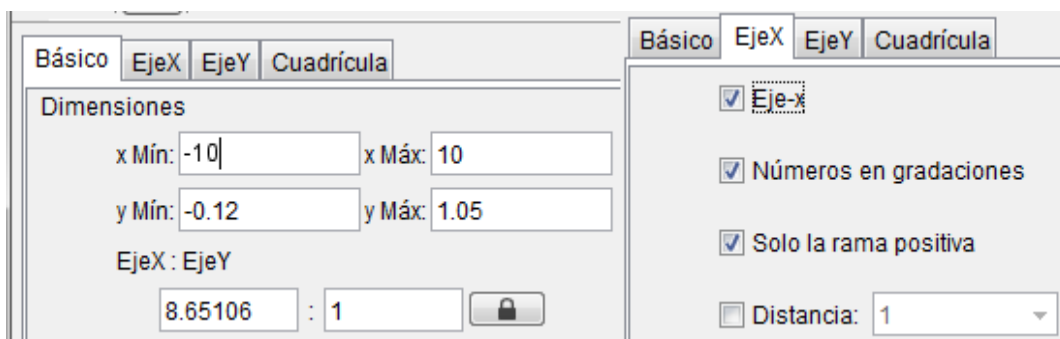 Básico EjeX EjeY Cuadrícula
Dimensiones
x Mín: -10 x Máx: 10
y Mín: -0.12 y Máx: 1.05
EjeX : EjeY
8.65106 : 1
Básico EjeX EjeY Cuadrícula
Eje-x
Números en gradaciones
Solo la rama positiva
Distancia: 1